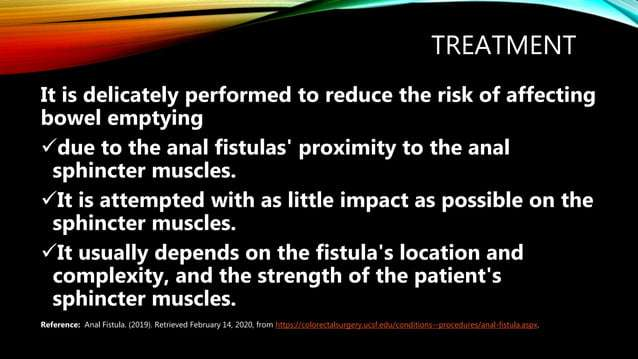 TREATMENT
It is delicately performed to reduce the risk of affecting
bowel emptying
✓due to the anal fistulas' proximity to the anal
sphincter muscles.
✓It is attempted with as little impact as possible on the
sphincter muscles.
✓It usually depends on the fistula's location and
complexity, and the strength of the patient's
sphincter muscles.
Reference: Anal Fistula. (2019). Retrieved February 14, 2020, from https://colorectalsurgery.ucsf.edu/conditions--procedures/anal-fistula.aspx.